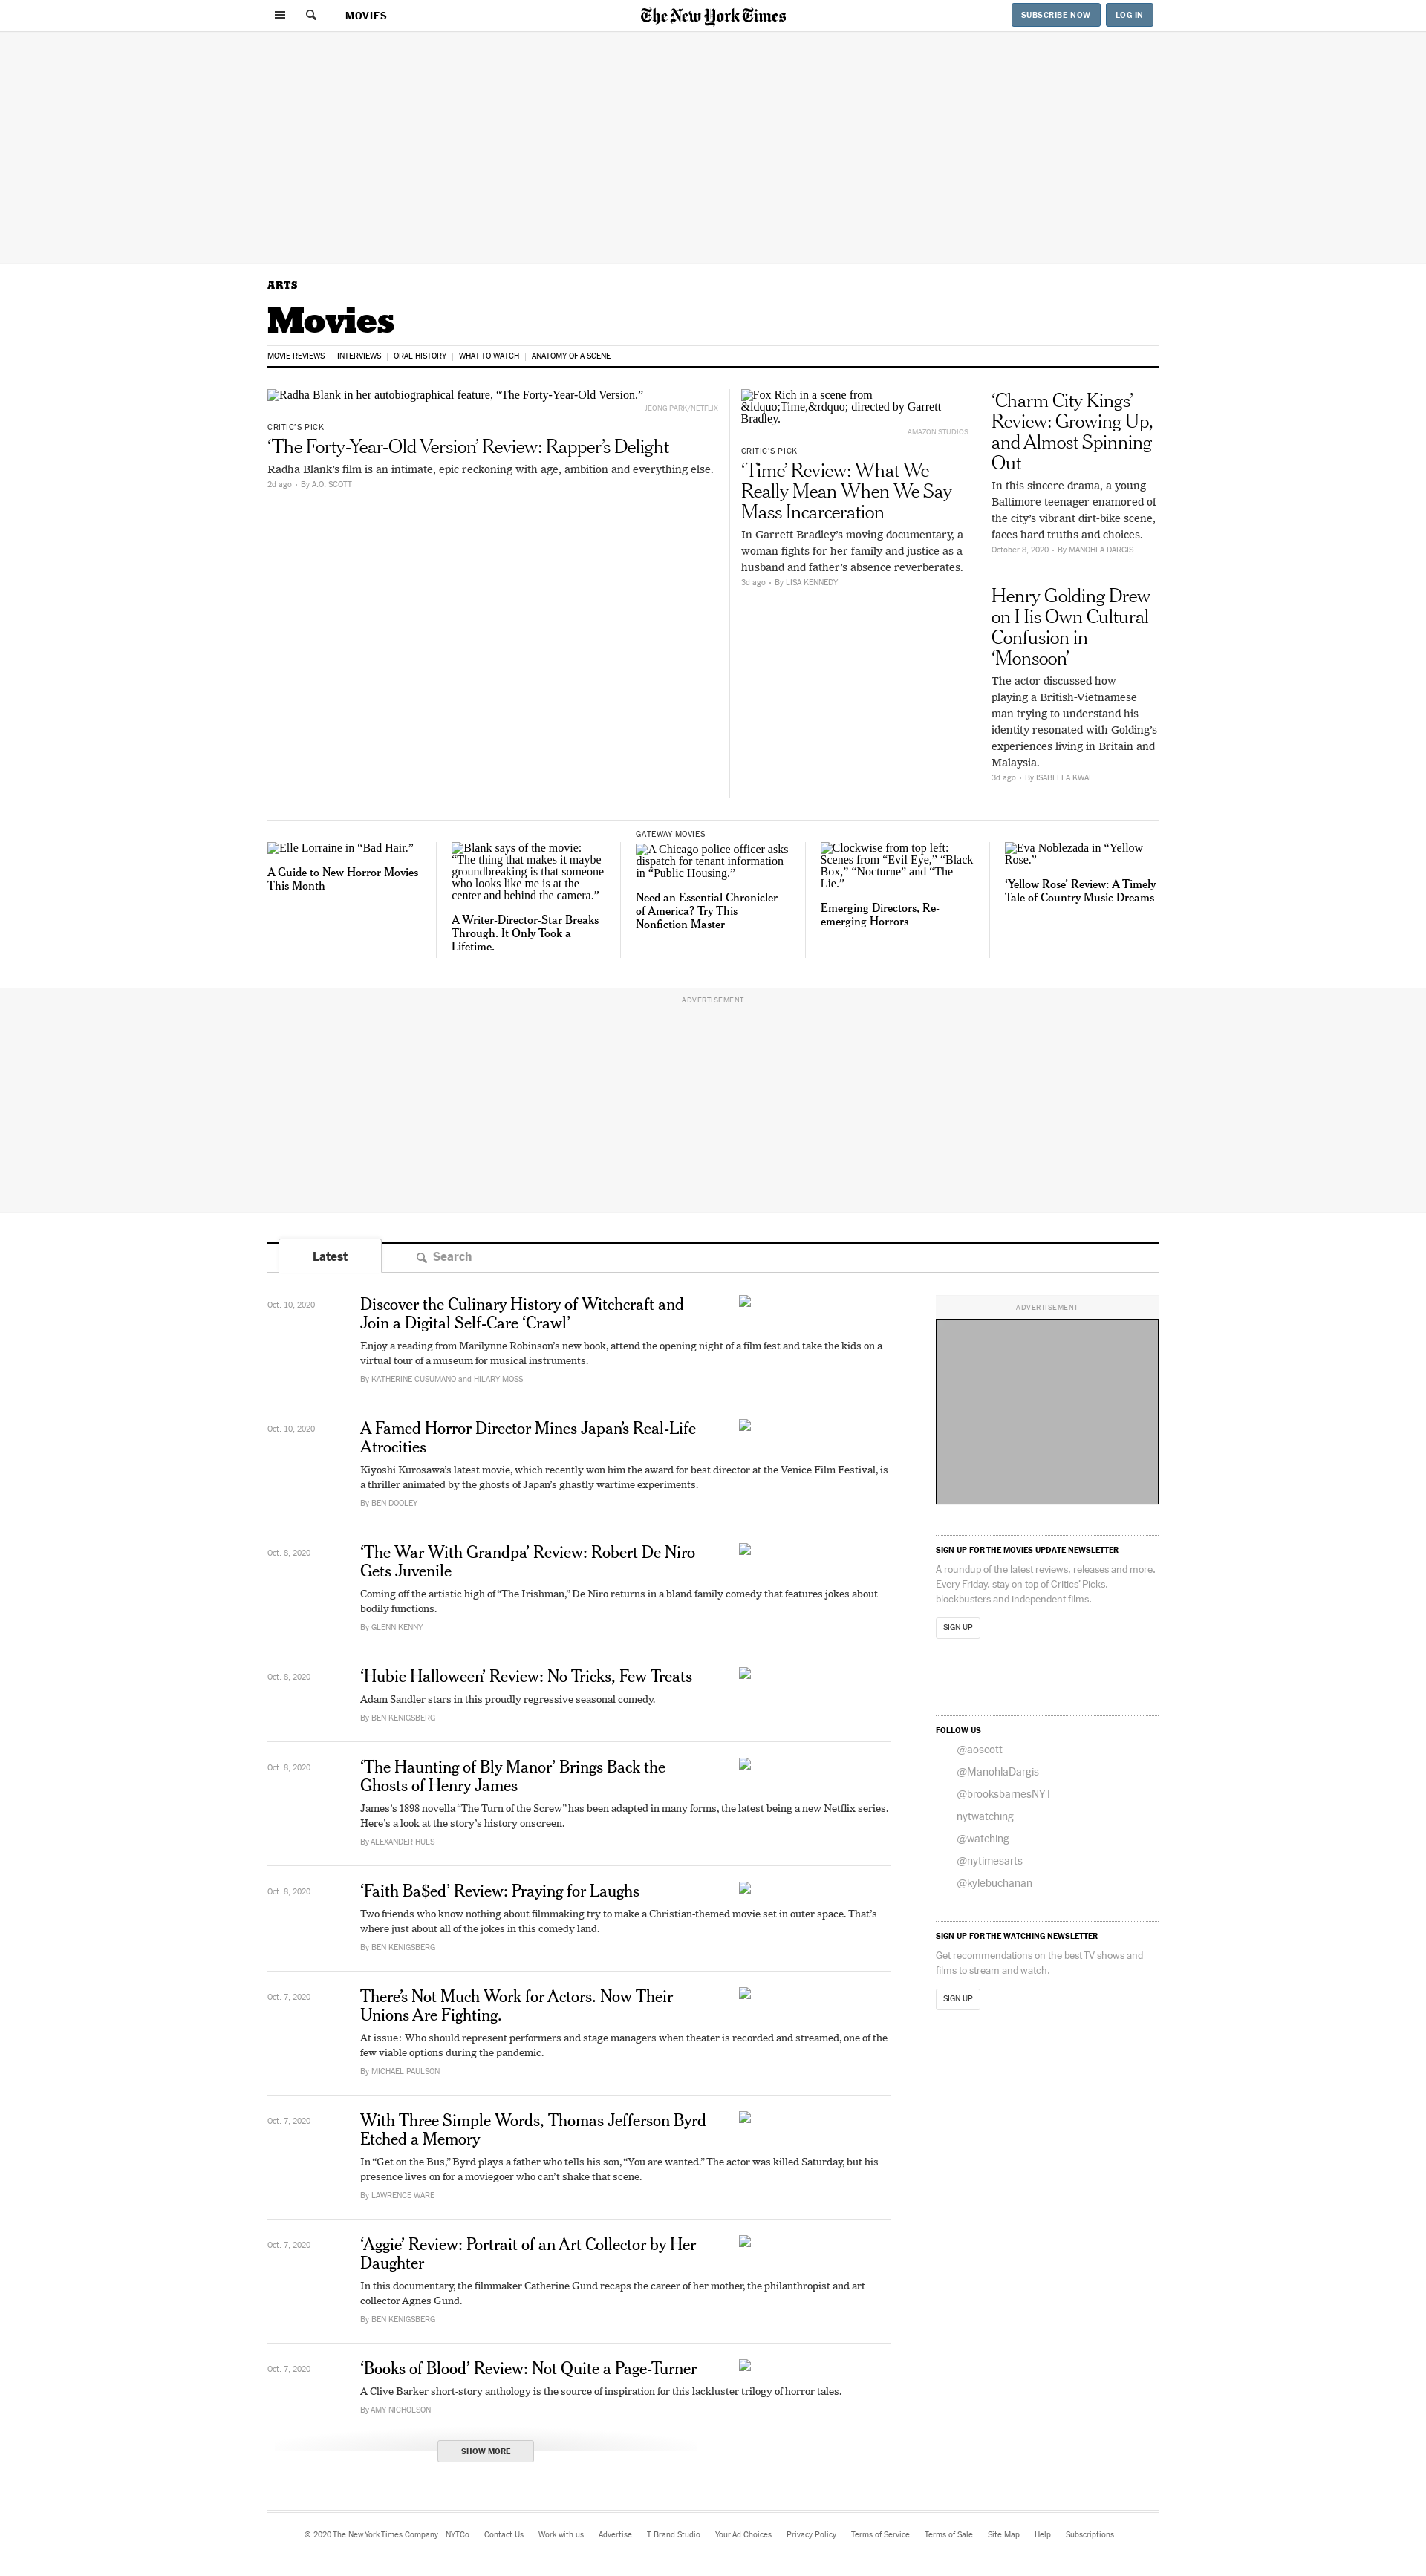 MOVIES
The New York Times
SUBSCRIBE NOW
LOG IN
ARTS
Movies
MOVIE REVIEWS
INTERVIEWS
ORAL HISTORY
WHAT TO WATCH
ANATOMY OF A SCENE
Radha Blank in her autobiographical feature, “The Forty-Year-Old Version.”
JEONG PARK/NETFLIX
CRITIC’S PICK
‘The Forty-Year-Old Version’ Review: Rapper’s Delight
Radha Blank’s film is an intimate, epic reckoning with age, ambition and everything else.
2d ago • By A.O. SCOTT
Fox Rich in a scene from
&ldquo;Time,&rdquo; directed by Garrett
Bradley.
AMAZON STUDIOS
CRITIC’S PICK
‘Time’ Review: What We
Really Mean When We Say
Mass Incarceration
In Garrett Bradley’s moving documentary, a
woman fights for her family and justice as a
husband and father’s absence reverberates.
3d ago • By LISA KENNEDY
‘Charm City Kings’
Review: Growing Up,
and Almost Spinning
Out
In this sincere drama, a young
Baltimore teenager enamored of
the city’s vibrant dirt-bike scene,
faces hard truths and choices.
October 8, 2020 • By MANOHLA DARGIS
Henry Golding Drew
on His Own Cultural
Confusion in
‘Monsoon’
The actor discussed how
playing a British-Vietnamese
man trying to understand his
identity resonated with Golding’s
experiences living in Britain and
Malaysia.
3d ago • By ISABELLA KWAI
Elle Lorraine in “Bad Hair.”
A Guide to New Horror Movies
This Month
Blank says of the movie:
“The thing that makes it maybe
groundbreaking is that someone
who looks like me is at the
center and behind the camera.”
A Writer-Director-Star Breaks
Through. It Only Took a
Lifetime.
GATEWAY MOVIES
A Chicago police officer asks
dispatch for tenant information
in “Public Housing.”
Need an Essential Chronicler
of America? Try This
Nonfiction Master
Clockwise from top left:
Scenes from “Evil Eye,” “Black
Box,” “Nocturne” and “The
Lie.”
Emerging Directors, Re-
emerging Horrors
Eva Noblezada in “Yellow
Rose.”
‘Yellow Rose’ Review: A Timely
Tale of Country Music Dreams
ADVERTISEMENT
Latest
Search
Oct. 10, 2020
Discover the Culinary History of Witchcraft and
Join a Digital Self-Care ‘Crawl’
Enjoy a reading from Marilynne Robinson’s new book, attend the opening night of a film fest and take the kids on a
virtual tour of a museum for musical instruments.
By KATHERINE CUSUMANO and HILARY MOSS
Oct. 10, 2020
A Famed Horror Director Mines Japan’s Real-Life
Atrocities
Kiyoshi Kurosawa’s latest movie, which recently won him the award for best director at the Venice Film Festival, is
a thriller animated by the ghosts of Japan’s ghastly wartime experiments.
By BEN DOOLEY
Oct. 8, 2020
‘The War With Grandpa’ Review: Robert De Niro
Gets Juvenile
Coming off the artistic high of “The Irishman,” De Niro returns in a bland family comedy that features jokes about
bodily functions.
By GLENN KENNY
Oct. 8, 2020
‘Hubie Halloween’ Review: No Tricks, Few Treats
Adam Sandler stars in this proudly regressive seasonal comedy.
By BEN KENIGSBERG
Oct. 8, 2020
‘The Haunting of Bly Manor’ Brings Back the
Ghosts of Henry James
James’s 1898 novella “The Turn of the Screw” has been adapted in many forms, the latest being a new Netflix series.
Here’s a look at the story’s history onscreen.
By ALEXANDER HULS
Oct. 8, 2020
‘Faith Ba$ed’ Review: Praying for Laughs
Two friends who know nothing about filmmaking try to make a Christian-themed movie set in outer space. That’s
where just about all of the jokes in this comedy land.
By BEN KENIGSBERG
Oct. 7, 2020
There’s Not Much Work for Actors. Now Their
Unions Are Fighting.
At issue: Who should represent performers and stage managers when theater is recorded and streamed, one of the
few viable options during the pandemic.
By MICHAEL PAULSON
Oct. 7, 2020
With Three Simple Words, Thomas Jefferson Byrd
Etched a Memory
In “Get on the Bus,” Byrd plays a father who tells his son, “You are wanted.” The actor was killed Saturday, but his
presence lives on for a moviegoer who can’t shake that scene.
By LAWRENCE WARE
Oct. 7, 2020
‘Aggie’ Review: Portrait of an Art Collector by Her
Daughter
In this documentary, the filmmaker Catherine Gund recaps the career of her mother, the philanthropist and art
collector Agnes Gund.
By BEN KENIGSBERG
Oct. 7, 2020
‘Books of Blood’ Review: Not Quite a Page-Turner
A Clive Barker short-story anthology is the source of inspiration for this lackluster trilogy of horror tales.
By AMY NICHOLSON
SHOW MORE
ADVERTISEMENT
SIGN UP FOR THE MOVIES UPDATE NEWSLETTER
A roundup of the latest reviews, releases and more.
Every Friday, stay on top of Critics’ Picks,
blockbusters and independent films.
SIGN UP
FOLLOW US
@aoscott
@ManohlaDargis
@brooksbarnesNYT
nytwatching
@watching
@nytimesarts
@kylebuchanan
SIGN UP FOR THE WATCHING NEWSLETTER
Get recommendations on the best TV shows and
films to stream and watch.
SIGN UP
© 2020 The New York Times Company NYTCo Contact Us Work with us Advertise T Brand Studio Your Ad Choices Privacy Policy Terms of Service Terms of Sale Site Map Help Subscriptions